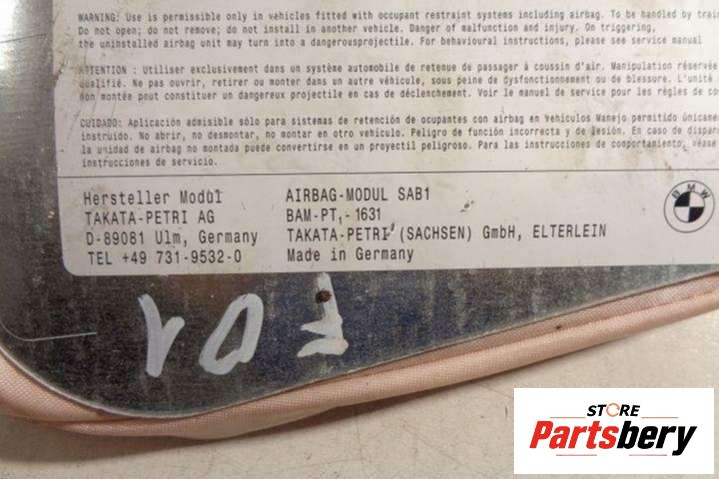 WARNING: Use is permissible only in vehicles fitted with occupant restraint systems including airbag. To be handled by trai
Do not open; do not remove; do not install in another vehicle. Danger of malfunction and injury. On triggering,
the uninstalled airbag unit may turn into a dangerousprojectile. For behavioural instructions, please see service manual
ATTENTION : Utiliser exclusivement dans un système automobile de retenue de passager à coussin d'air. Manipulation réservé
qualifié. Ne pas ouvrir, retirer ou monter dans un autre véhicule, sous peine de dysfonctionnement ou de blessure. L'unité
non montée peut constituer un dangereux projectile en cas de déclenchement. Voir le manuel de service pour les règles de co
CUIDADO: Aplicación admisible sólo para sistemas de retención de ocupantes con airbag en Vehículos Manejo permitido únicame
instruido. No abrir, no desmontar, no montar en otro vehículo. Peligro de función incorrecta y de lesión. En caso de dispa
la unidad de airbag no montada puede convertirse en un proyectil peligroso. Para las instrucciones de comportamiento, véase
instrucciones de servicio.
Hersteller Modul AIRBAG-MODUL SAB1
TAKATA-PETRI AG BAM-PT, - 1631
D-89081 Ulm, Germany TAKATA-PETRI (SACHSEN) GmbH, ELTERLEIN
TEL +49 731-9532-0 Made in Germany
BMW
STORE
Partsbery